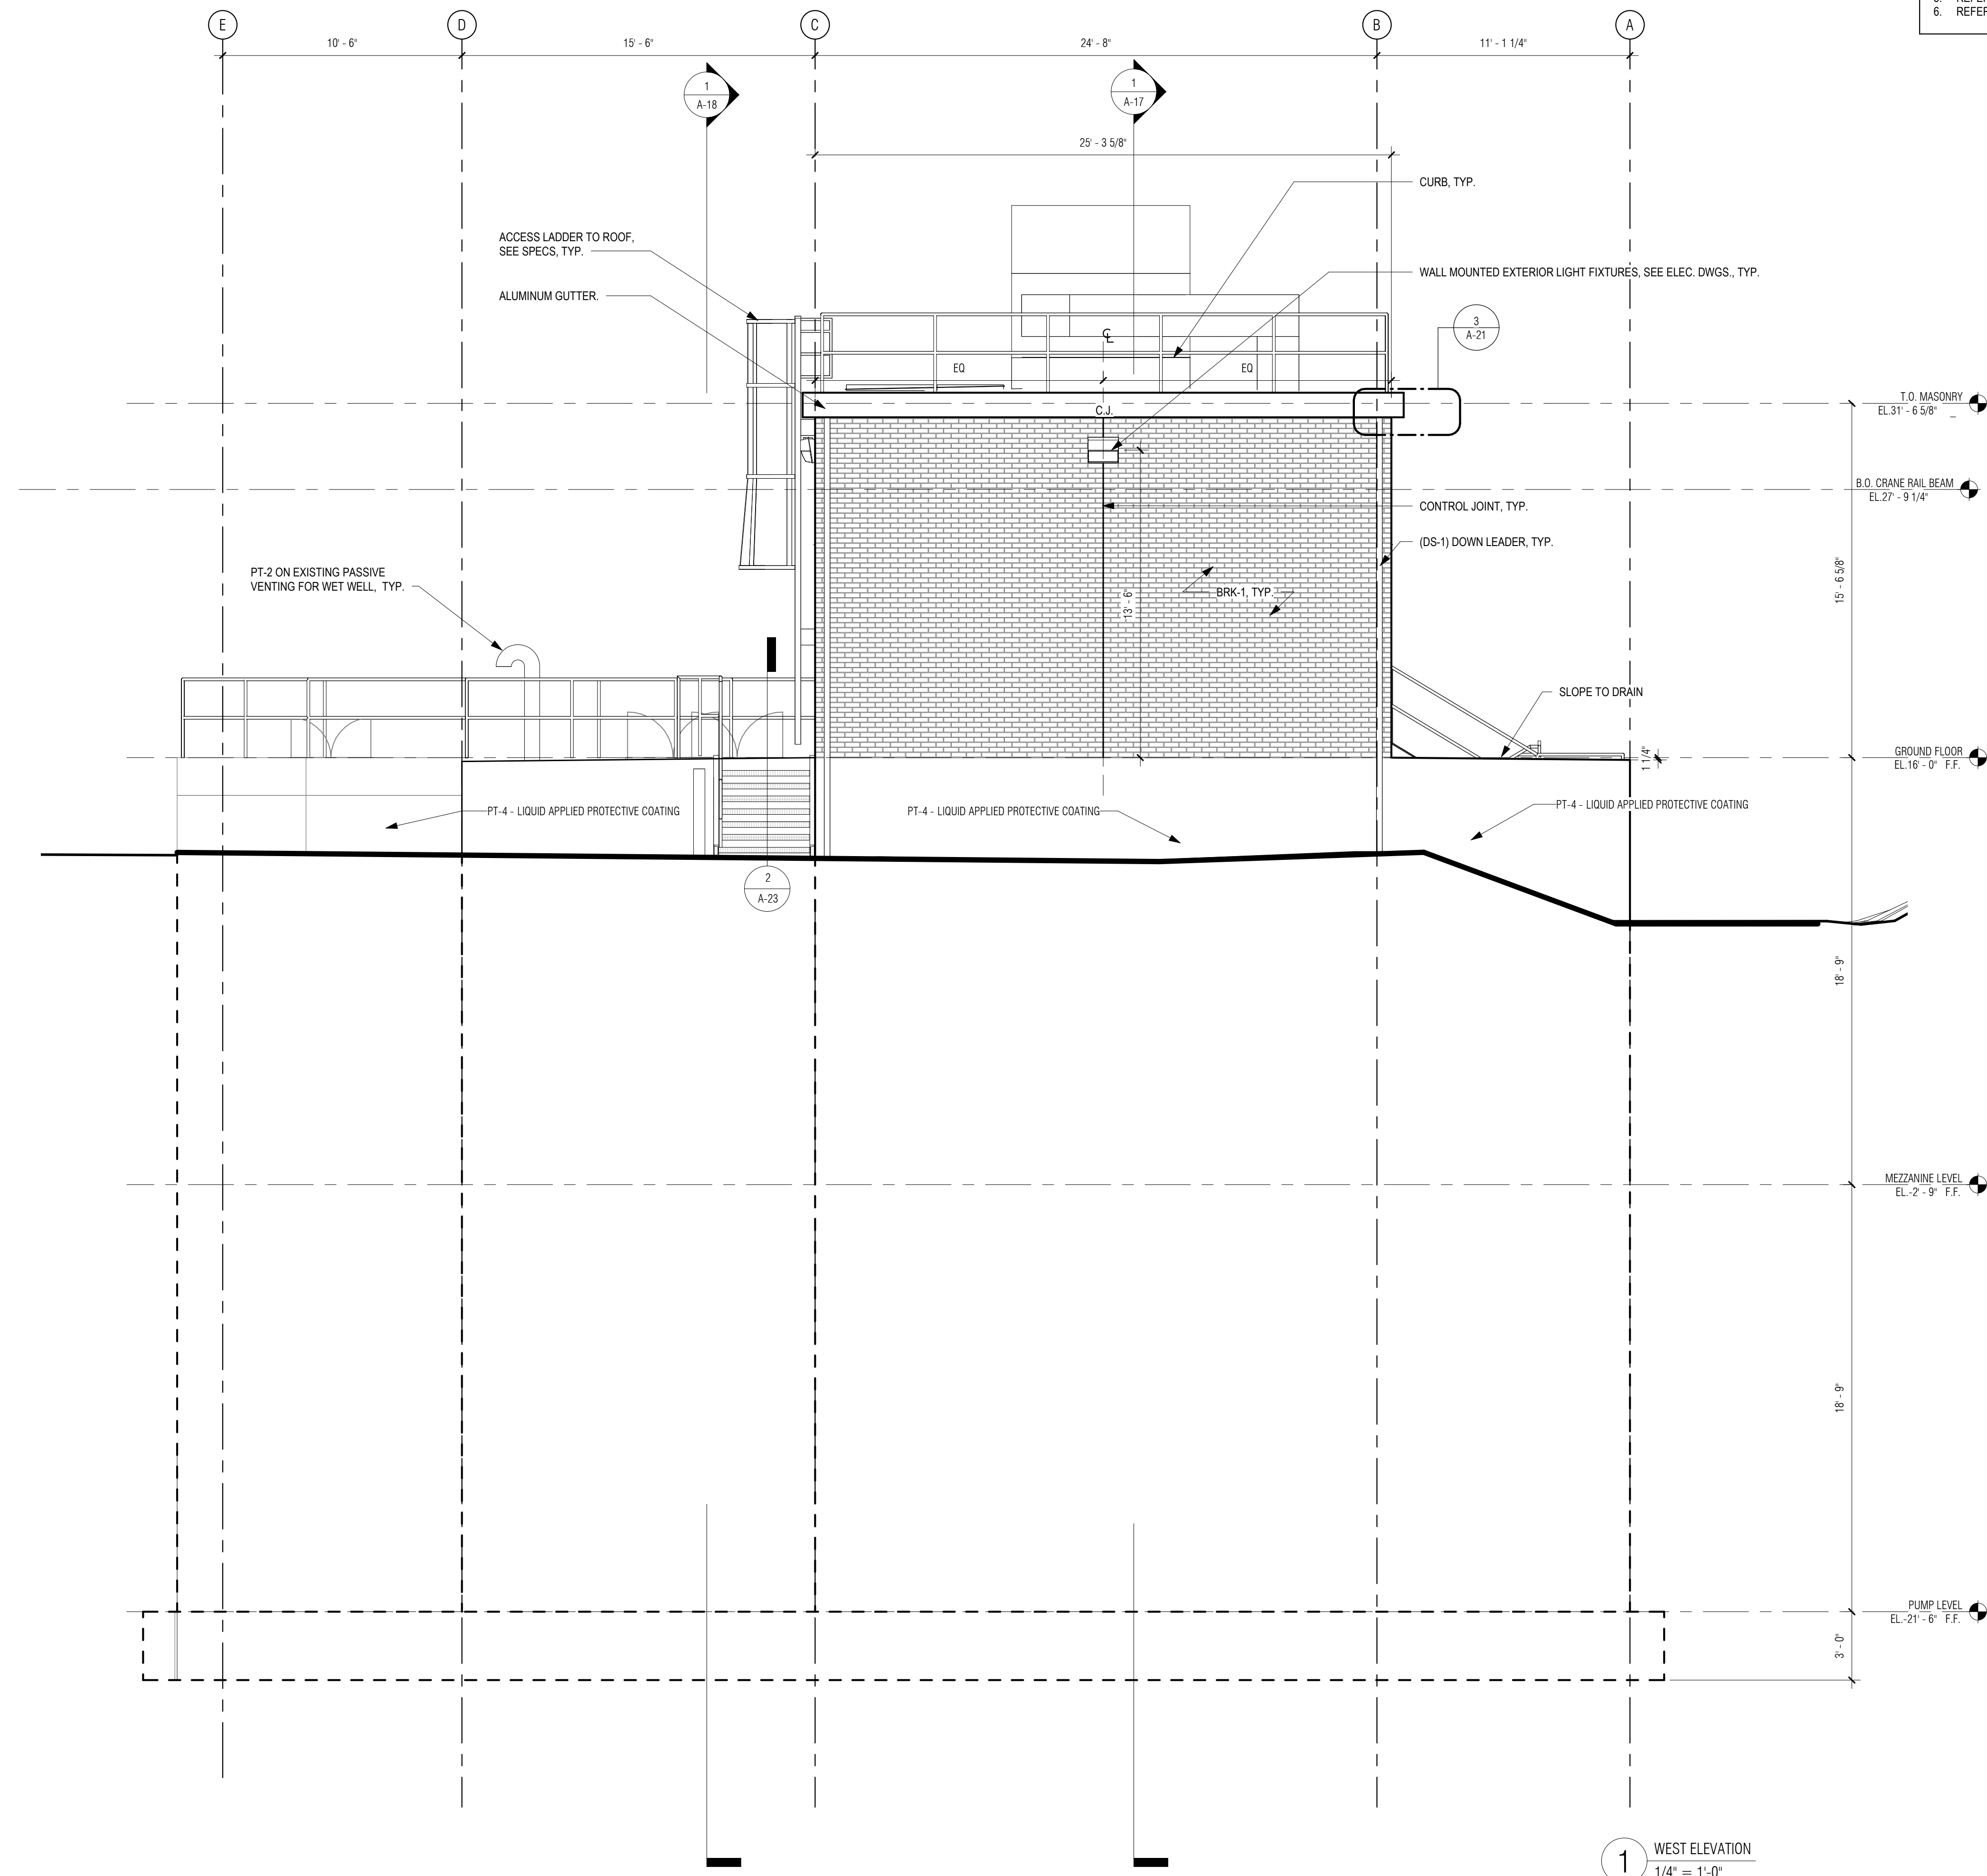 6. REFER
E
D
C
B
A
10' - 6"
15' - 6"
24' - 8"
11' - 1 1/4"
1
A-18
1
A-17
25' - 3 5/8"
CURB, TYP.
ACCESS LADDER TO ROOF,
SEE SPECS, TYP.
WALL MOUNTED EXTERIOR LIGHT FIXTURES, SEE ELEC. DWGS., TYP.
ALUMINUM GUTTER.
3
A-21
CL
EQ
EQ
C.J.
T.O. MASONRY
EL.31' - 6 5/8"
B.O. CRANE RAIL BEAM
EL.27' - 9 1/4"
CONTROL JOINT, TYP.
(DS-1) DOWN LEADER, TYP.
PT-2 ON EXISTING PASSIVE
VENTING FOR WET WELL, TYP.
BRK-1, TYP.
13' - 6"
15' - 6 5/8"
SLOPE TO DRAIN
1 1/4"
GROUND FLOOR
EL.16' - 0" F.F.
PT-4 - LIQUID APPLIED PROTECTIVE COATING
PT-4 - LIQUID APPLIED PROTECTIVE COATING
PT-4 - LIQUID APPLIED PROTECTIVE COATING
2
A-23
18' - 9"
MEZZANINE LEVEL
EL.-2' - 9" F.F.
18' - 9"
PUMP LEVEL
EL.-21' - 6" F.F.
3' - 0"
1
WEST ELEVATION
1/4" = 1'-0"